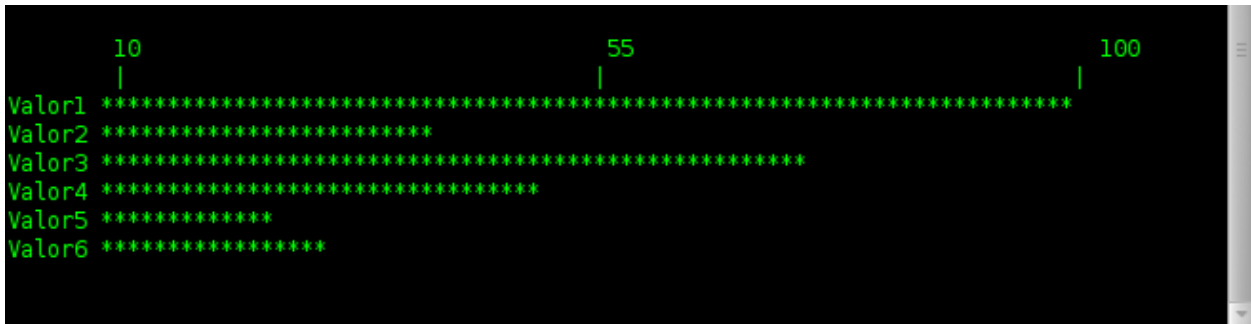 10                                   55                                   100
        |                                   |                                   |
Valor1 *************************************************************************
Valor2 *************************
Valor3 *****************************************************
Valor4 *********************************
Valor5 *************
Valor6 *****************